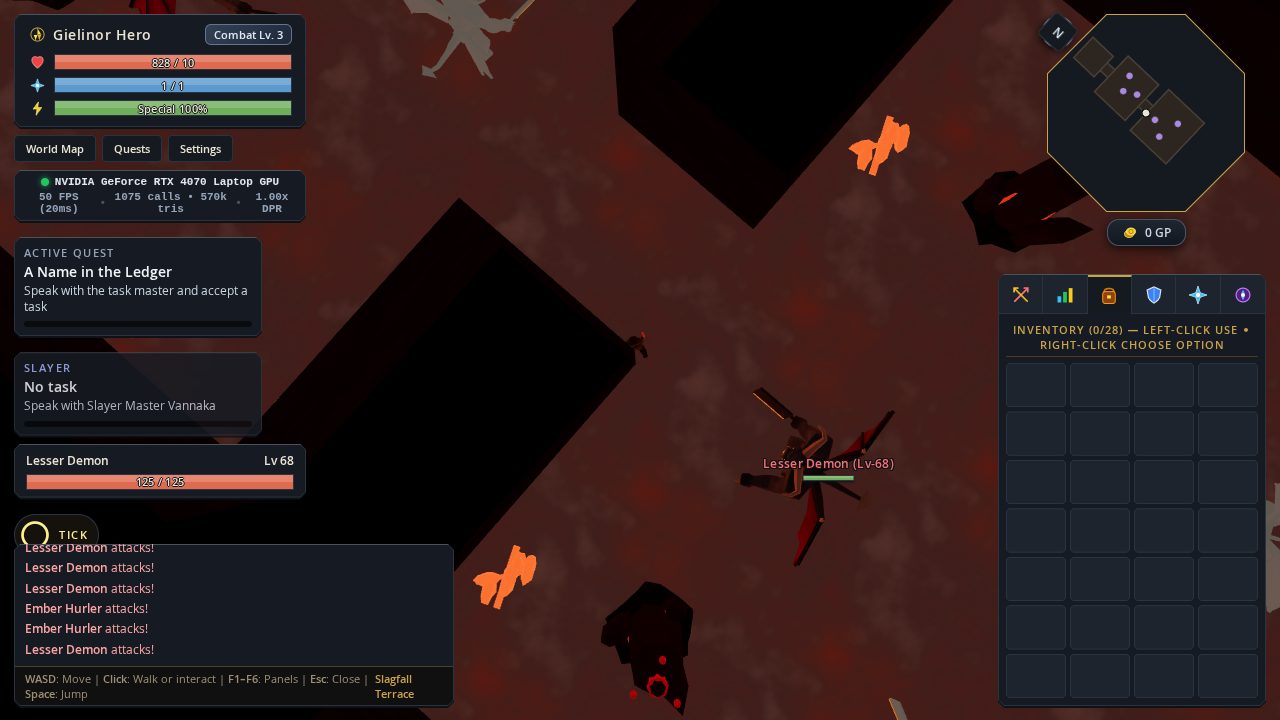 Gielinor Hero
Combat Lv. 3
828 / 10
1 / 1
Special 100%
World Map
Quests
Settings
NVIDIA GeForce RTX 4070 Laptop GPU
50 FPS (20ms) • 1075 calls • 570k tris • 1.00x DPR
ACTIVE QUEST
A Name in the Ledger
Speak with the task master and accept a
task
SLAYER
No task
Speak with Slayer Master Vannaka
Lesser Demon
Lv 68
125 / 125
TICK
Lesser Demon attacks!
Lesser Demon attacks!
Lesser Demon attacks!
Ember Hurler attacks!
Ember Hurler attacks!
Lesser Demon attacks!
WASD: Move | Click: Walk or interact | F1–F6: Panels | Esc: Close |
Space: Jump
Slagfall
Terrace
Lesser Demon (Lv-68)
N
0 GP
INVENTORY (0/28) — LEFT-CLICK USE •
RIGHT-CLICK CHOOSE OPTION